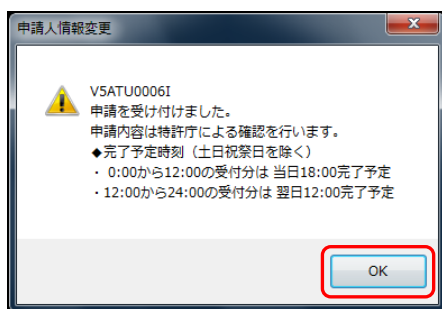 申請人情報変更
V5ATU0006I
申請を受け付けました。
申請内容は特許庁による確認を行います。
◆完了予定時刻（土日祝祭日を除く）
・ 0:00から12:00の受付分は 当日18:00完了予定
・12:00から24:00の受付分は 翌日12:00完了予定
OK